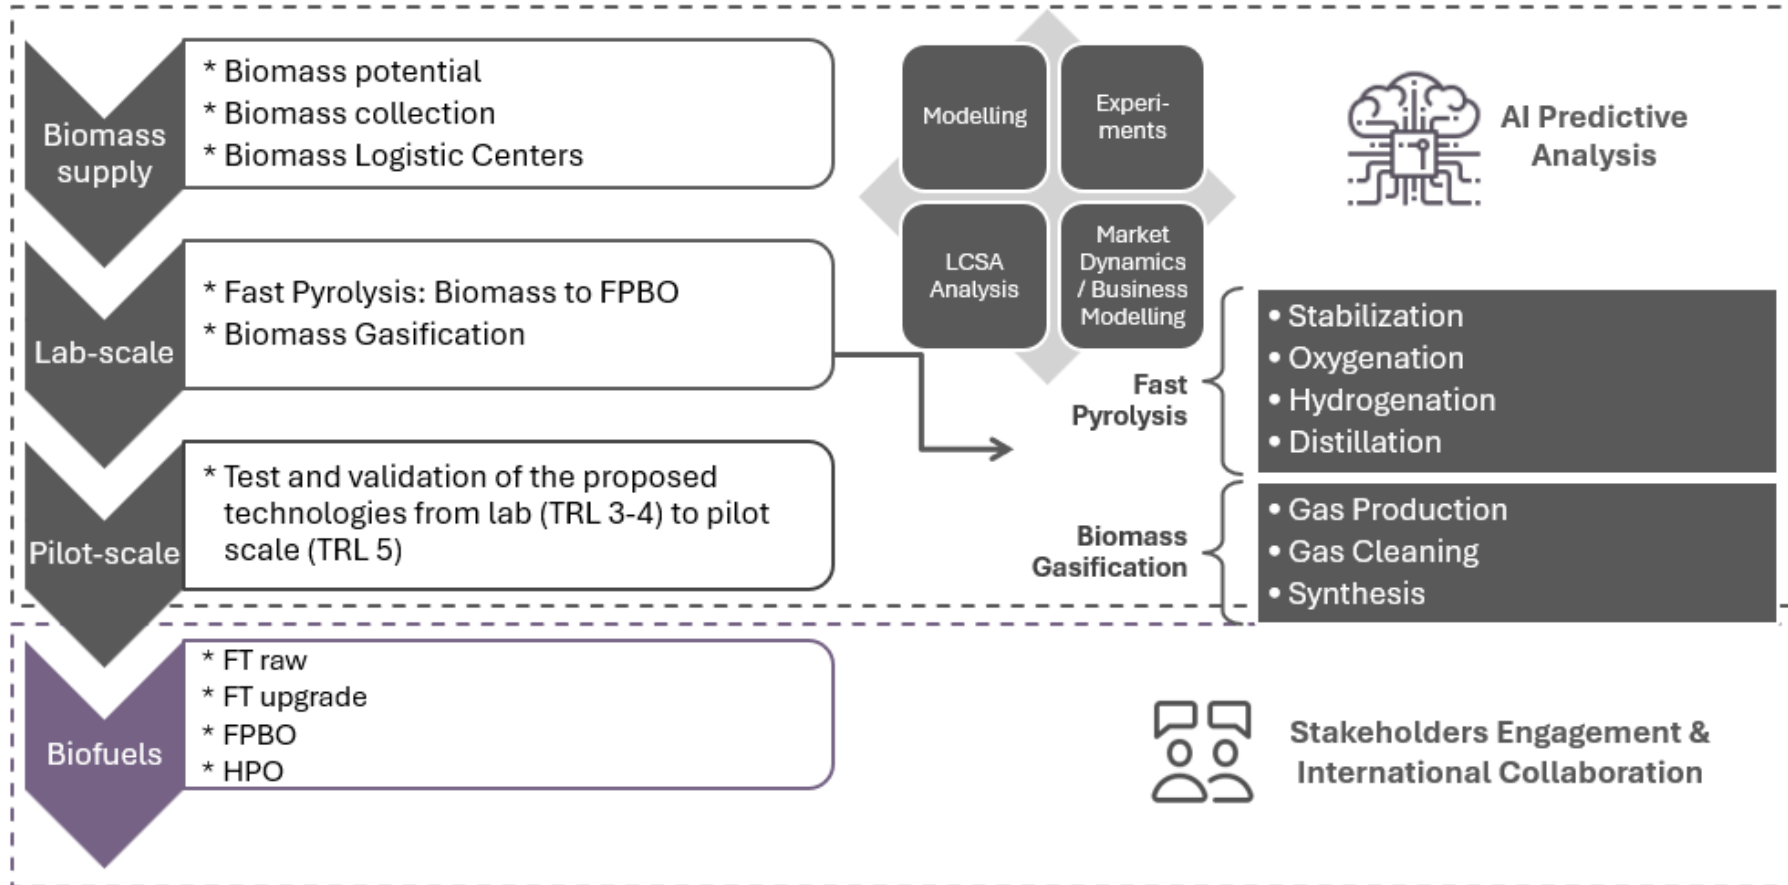 Biomass
supply
* Biomass potential
* Biomass collection
* Biomass Logistic Centers
Modelling
Experi-
ments
LCSA
Analysis
Market
Dynamics
/ Business
Modelling
AI Predictive
Analysis
Lab-scale
* Fast Pyrolysis: Biomass to FPBO
* Biomass Gasification
Fast
Pyrolysis
• Stabilization
• Oxygenation
• Hydrogenation
• Distillation
Pilot-scale
* Test and validation of the proposed
technologies from lab (TRL 3-4) to pilot
scale (TRL 5)
Biomass
Gasification
• Gas Production
• Gas Cleaning
• Synthesis
Biofuels
* FT raw
* FT upgrade
* FPBO
* HPO
Stakeholders Engagement &
International Collaboration